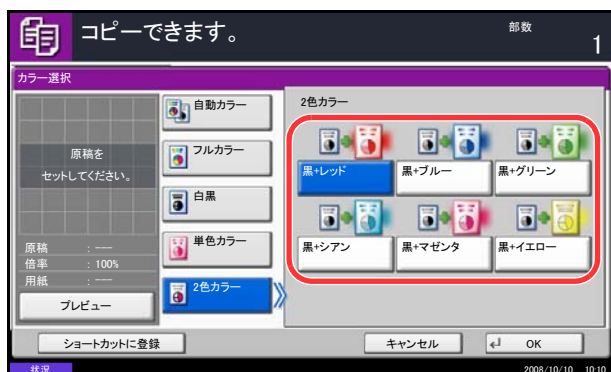 コピーできます。
部数
1
カラー選択
原稿を
セットしてください。
原稿 : ---
倍率 : 100%
用紙 : ---
プレビュー
自動カラー
フルカラー
白黒
単色カラー
2色カラー
2色カラー
黒+レッド
黒+ブルー
黒+グリーン
黒+シアン
黒+マゼンタ
黒+イエロー
ショートカットに登録
キャンセル
OK
状況
2008/10/10 10:10